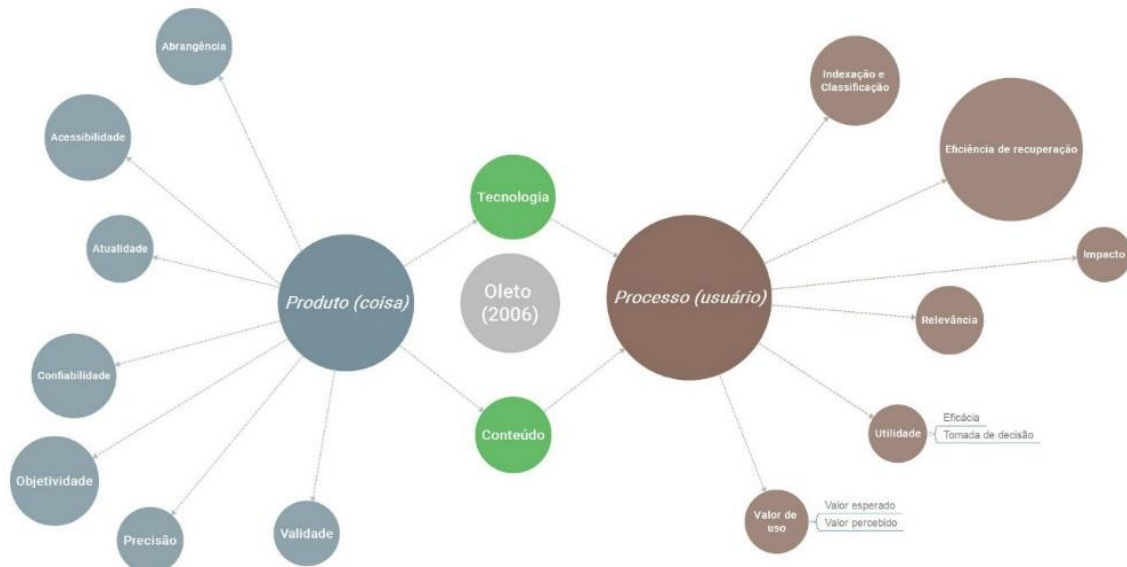 Abrangência
Acessibilidade
Atualidade
Confiabilidade
Objetividade
Precisão
Validade
Produto (coisa)
Tecnologia
Oleto
(2006)
Conteúdo
Processo (usuário)
Indexação e
Classificação
Eficiência de recuperação
Impacto
Relevância
Utilidade
Eficácia
Tomada de decisão
Valor de
uso
Valor esperado
Valor percebido